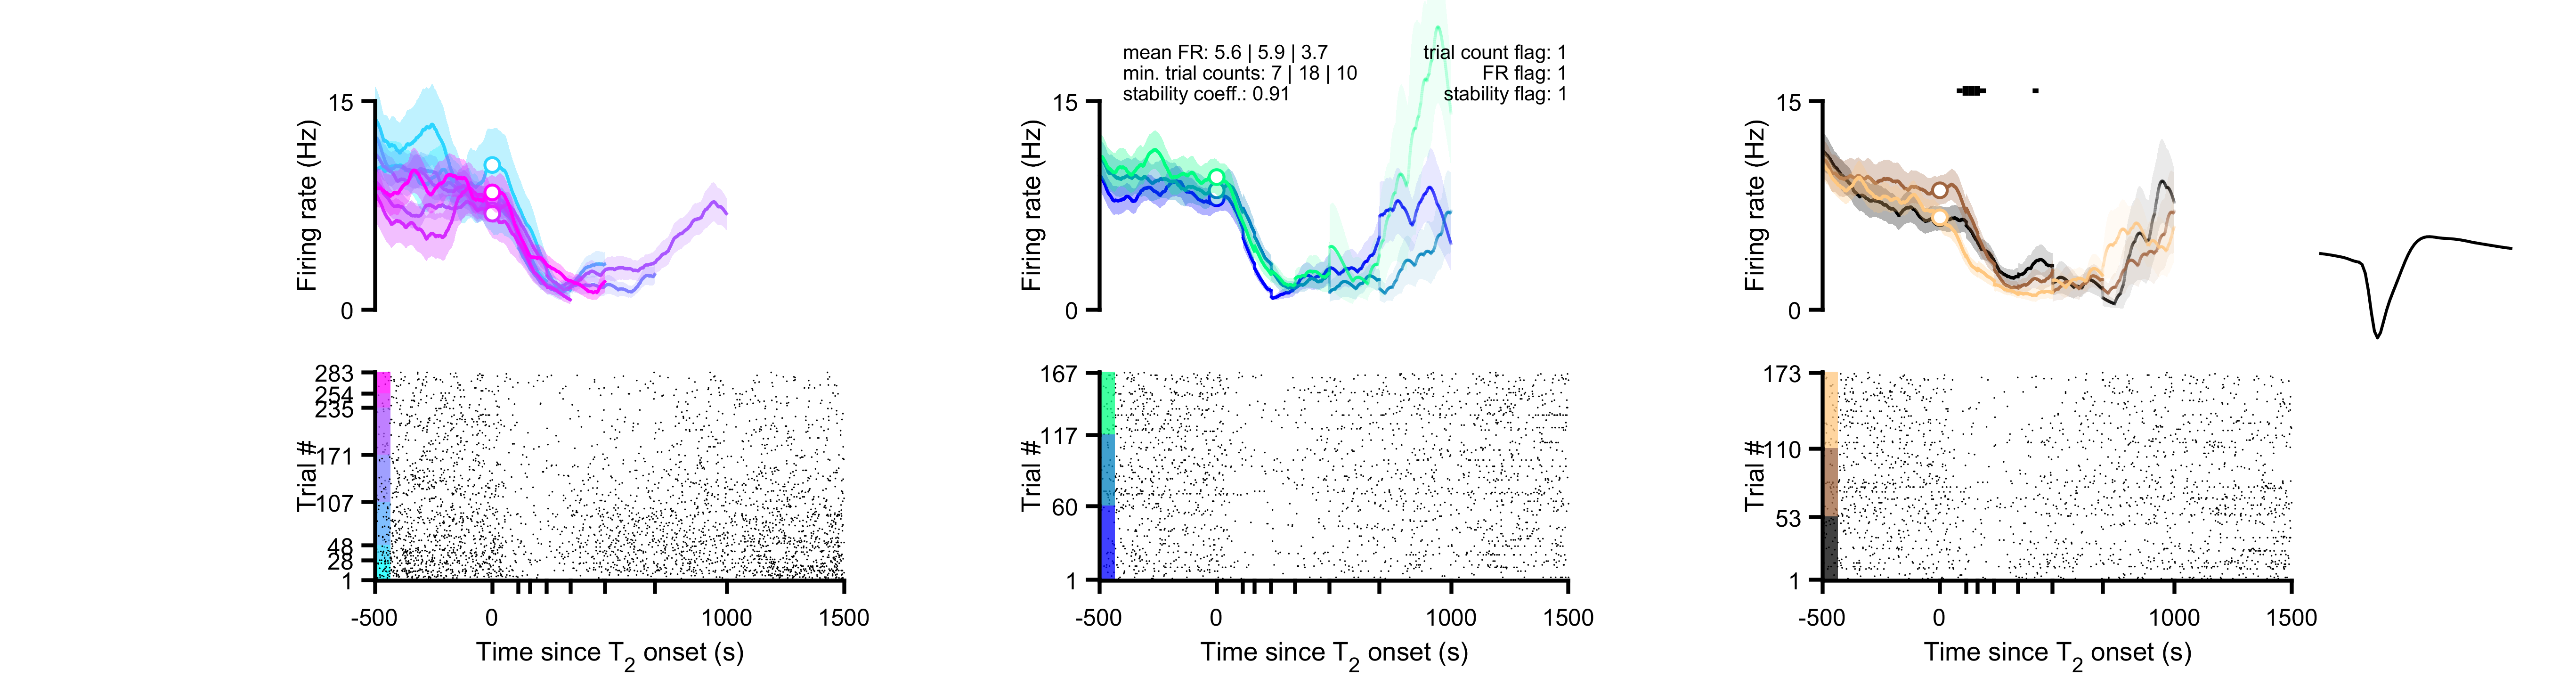 mean FR: 5.6 | 5.9 | 3.7
min. trial counts: 7 | 18 | 10
stability coeff.: 0.91
trial count flag: 1
FR flag: 1
stability flag: 1
Firing rate (Hz)
15
0
Trial #
283
254
235
171
107
48
28
1
-500
0
1000
1500
Time since T2 onset (s)
Firing rate (Hz)
15
0
Trial #
167
117
60
1
-500
0
1000
1500
Time since T2 onset (s)
Firing rate (Hz)
15
0
Trial #
173
110
53
1
-500
0
1000
1500
Time since T2 onset (s)